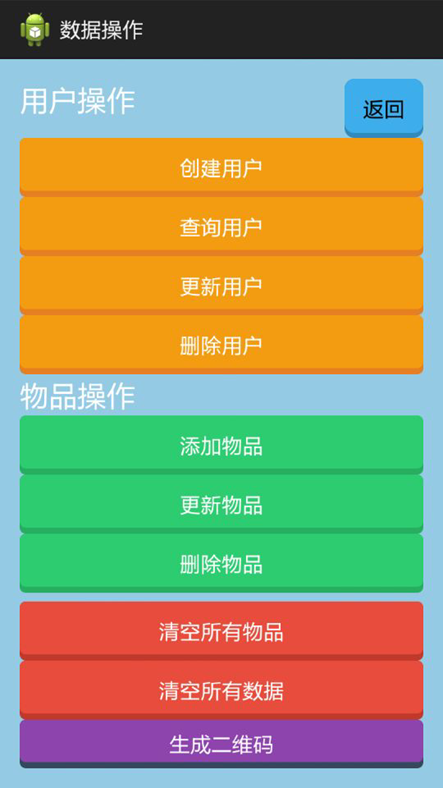 数据操作
用户操作
返回
创建用户
查询用户
更新用户
删除用户
物品操作
添加物品
更新物品
删除物品
清空所有物品
清空所有数据
生成二维码